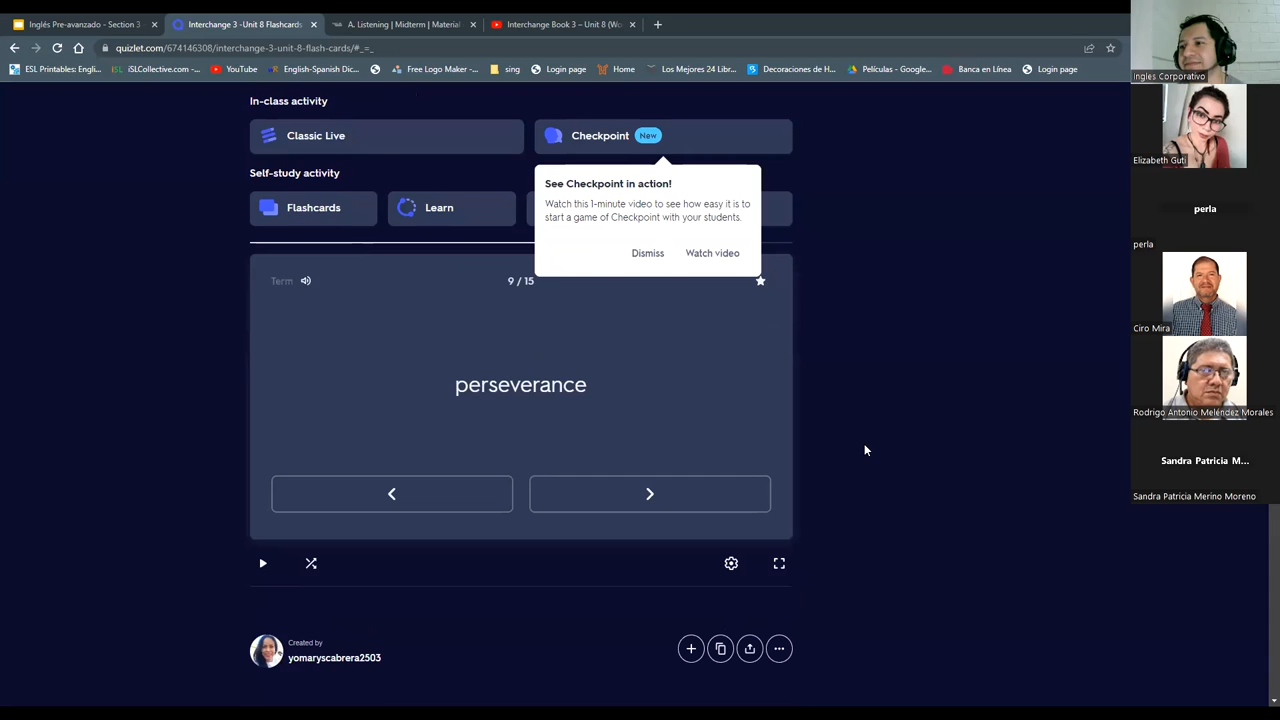 Inglés Pre-avanzado - Section 3
Interchange 3 -Unit 8 Flashcards
A. Listening | Midterm | Material
Interchange Book 3 – Unit 8 (Wo
quizlet.com/674146308/interchange-3-unit-8-flash-cards/#_=_
ESL Printables: Engli...
iSLCollective.com -...
YouTube
English-Spanish Dic...
Free Logo Maker -...
sing
Login page
Home
Los Mejores 24 Libr...
Decoraciones de H...
Películas - Google...
Banca en Línea
Login page
In-class activity
Classic Live
Checkpoint
New
Self-study activity
Flashcards
Learn
See Checkpoint in action!
Watch this 1-minute video to see how easy it is to
start a game of Checkpoint with your students.
Dismiss
Watch video
Term
9 / 15
perseverance
Created by
yomaryscabrera2503
Ingles Corporativo
Elizabeth Guti
perla
perla
Ciro Mira
Rodrigo Antonio Meléndez Morales
Sandra Patricia M...
Sandra Patricia Merino Moreno